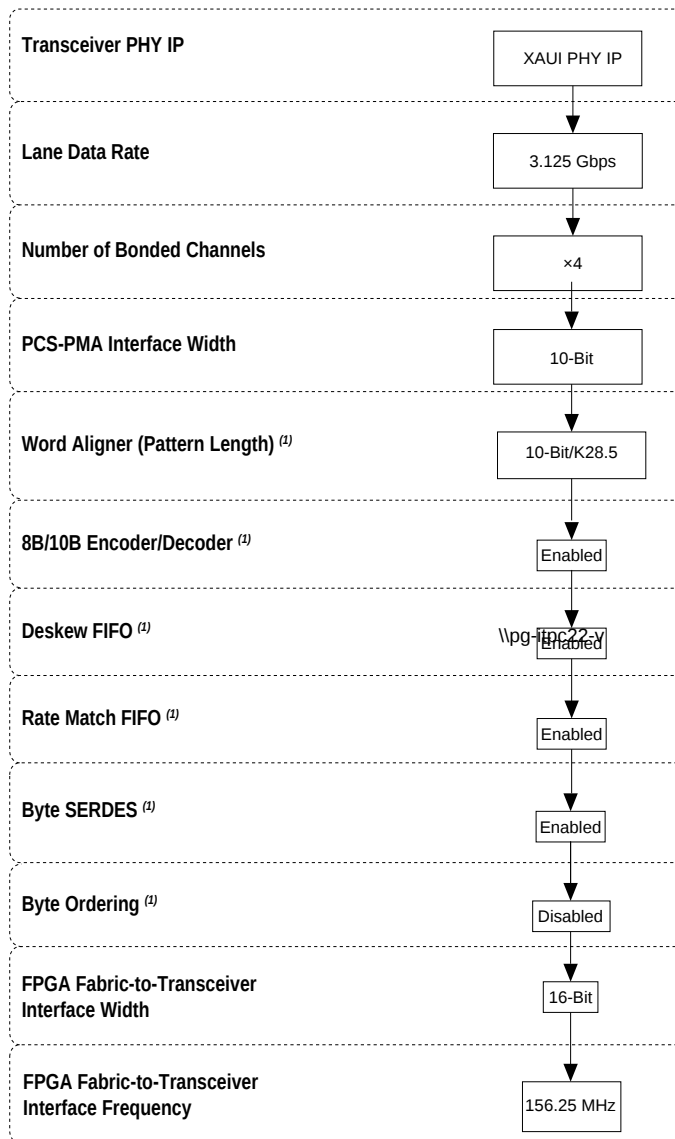 Transceiver PHY IP
XAUI PHY IP
Lane Data Rate
3.125 Gbps
Number of Bonded Channels
×4
PCS-PMA Interface Width
10-Bit
Word Aligner (Pattern Length) (1)
10-Bit/K28.5
8B/10B Encoder/Decoder (1)
Enabled
Deskew FIFO (1)
\\pg-itpc22-v
Enabled
Rate Match FIFO (1)
Enabled
Byte SERDES (1)
Enabled
Byte Ordering (1)
Disabled
FPGA Fabric-to-Transceiver
Interface Width
16-Bit
FPGA Fabric-to-Transceiver
Interface Frequency
156.25 MHz